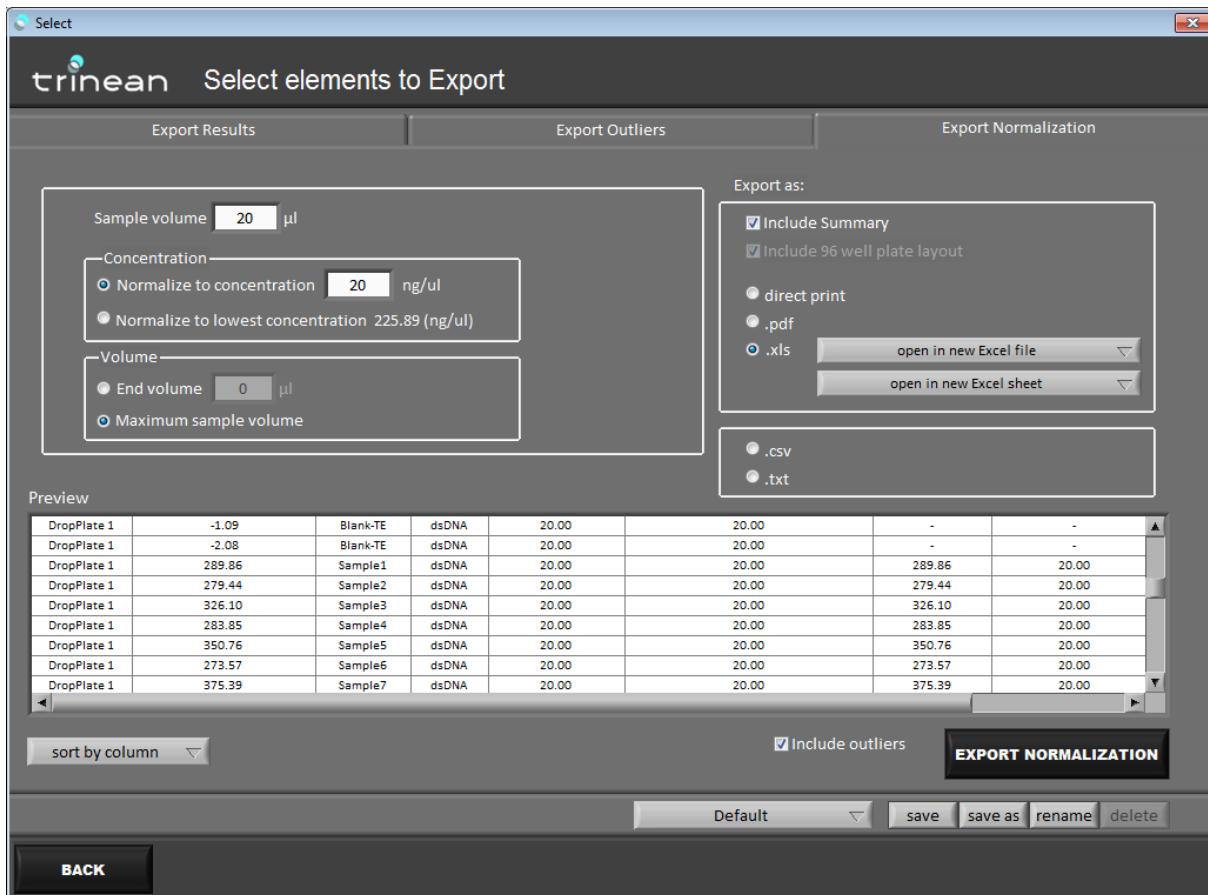 Select
trinean Select elements to Export
Export Results Export Outliers Export Normalization
Sample volume 20 µl
Concentration
Normalize to concentration 20 ng/ul
Normalize to lowest concentration 225.89 (ng/ul)
Volume
End volume 0 µl
Maximum sample volume
Export as:
Include Summary
Include 96 well plate layout
direct print
.pdf
.xls open in new Excel file
open in new Excel sheet
.csv
.txt
Preview
DropPlate 1 -1.09 Blank-TE dsDNA 20.00 20.00 - -
DropPlate 1 -2.08 Blank-TE dsDNA 20.00 20.00 - -
DropPlate 1 289.86 Sample1 dsDNA 20.00 20.00 289.86 20.00
DropPlate 1 279.44 Sample2 dsDNA 20.00 20.00 279.44 20.00
DropPlate 1 326.10 Sample3 dsDNA 20.00 20.00 326.10 20.00
DropPlate 1 283.85 Sample4 dsDNA 20.00 20.00 283.85 20.00
DropPlate 1 350.76 Sample5 dsDNA 20.00 20.00 350.76 20.00
DropPlate 1 273.57 Sample6 dsDNA 20.00 20.00 273.57 20.00
DropPlate 1 375.39 Sample7 dsDNA 20.00 20.00 375.39 20.00
sort by column Include outliers EXPORT NORMALIZATION
Default save save as rename delete
BACK